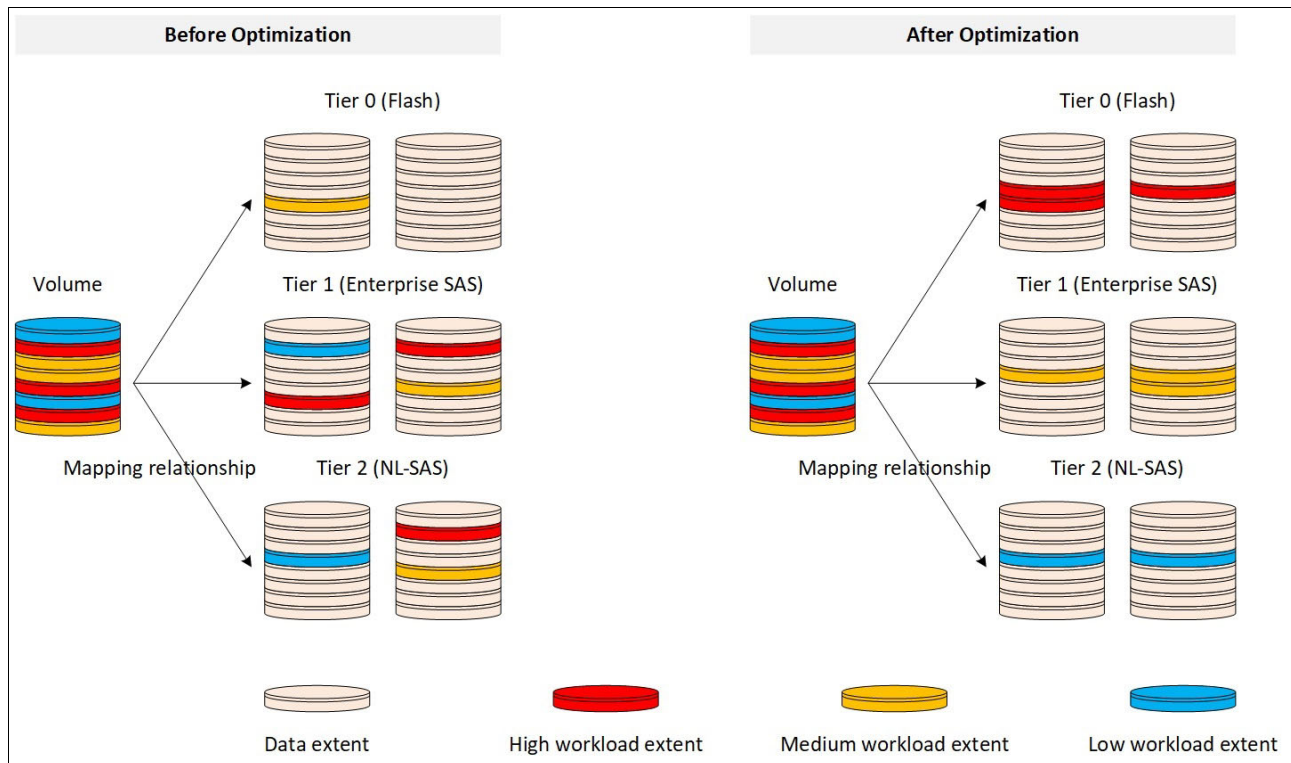 Before Optimization
After Optimization
Tier 0 (Flash)
Tier 0 (Flash)
Volume
Tier 1 (Enterprise SAS)
Volume
Tier 1 (Enterprise SAS)
Mapping relationship
Tier 2 (NL-SAS)
Mapping relationship
Tier 2 (NL-SAS)
Data extent
High workload extent
Medium workload extent
Low workload extent